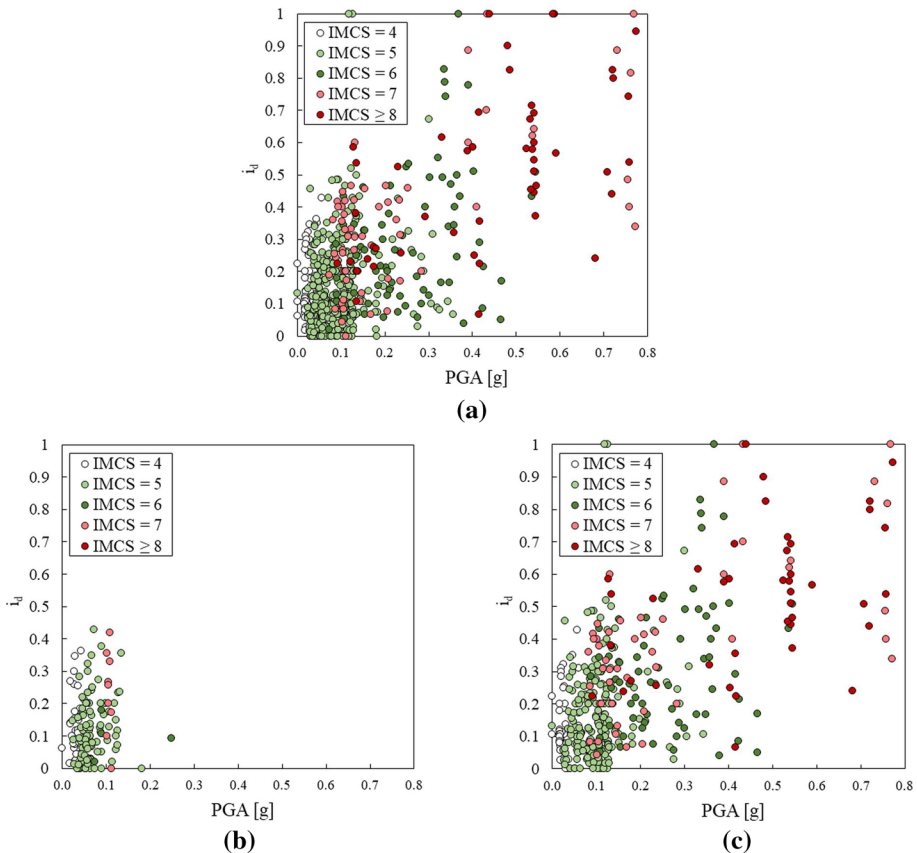 1
0.9
0.8
0.7
0.6
0.5
0.4
0.3
0.2
0.1
0
i_d
IMCS = 4
IMCS = 5
IMCS = 6
IMCS = 7
IMCS ≥ 8
0.0 0.1 0.2 0.3 0.4 0.5 0.6 0.7 0.8
PGA [g]
(a)
1
0.9
0.8
0.7
0.6
0.5
0.4
0.3
0.2
0.1
0
i_d
IMCS = 4
IMCS = 5
IMCS = 6
IMCS = 7
IMCS ≥ 8
0.0 0.1 0.2 0.3 0.4 0.5 0.6 0.7 0.8
PGA [g]
(b)
1
0.9
0.8
0.7
0.6
0.5
0.4
0.3
0.2
0.1
0
i_d
IMCS = 4
IMCS = 5
IMCS = 6
IMCS = 7
IMCS ≥ 8
0.0 0.1 0.2 0.3 0.4 0.5 0.6 0.7 0.8
PGA [g]
(c)